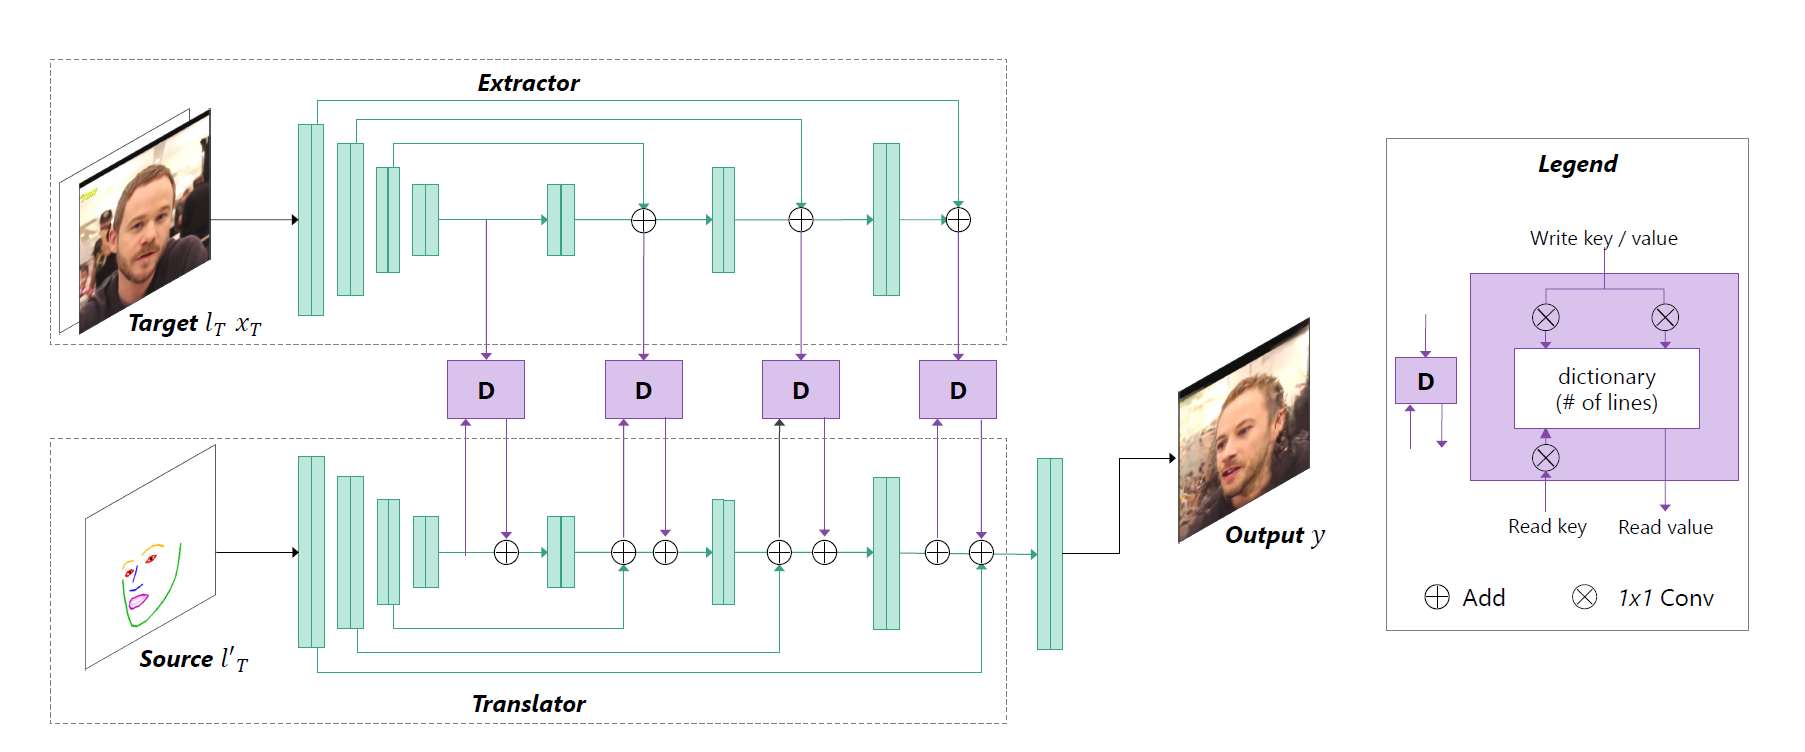 Extractor
Target l_T x_T
D D D D
Source l'_T
Translator
Output y
Legend
Write key / value
D
dictionary
(# of lines)
Read key Read value
Add 1x1 Conv